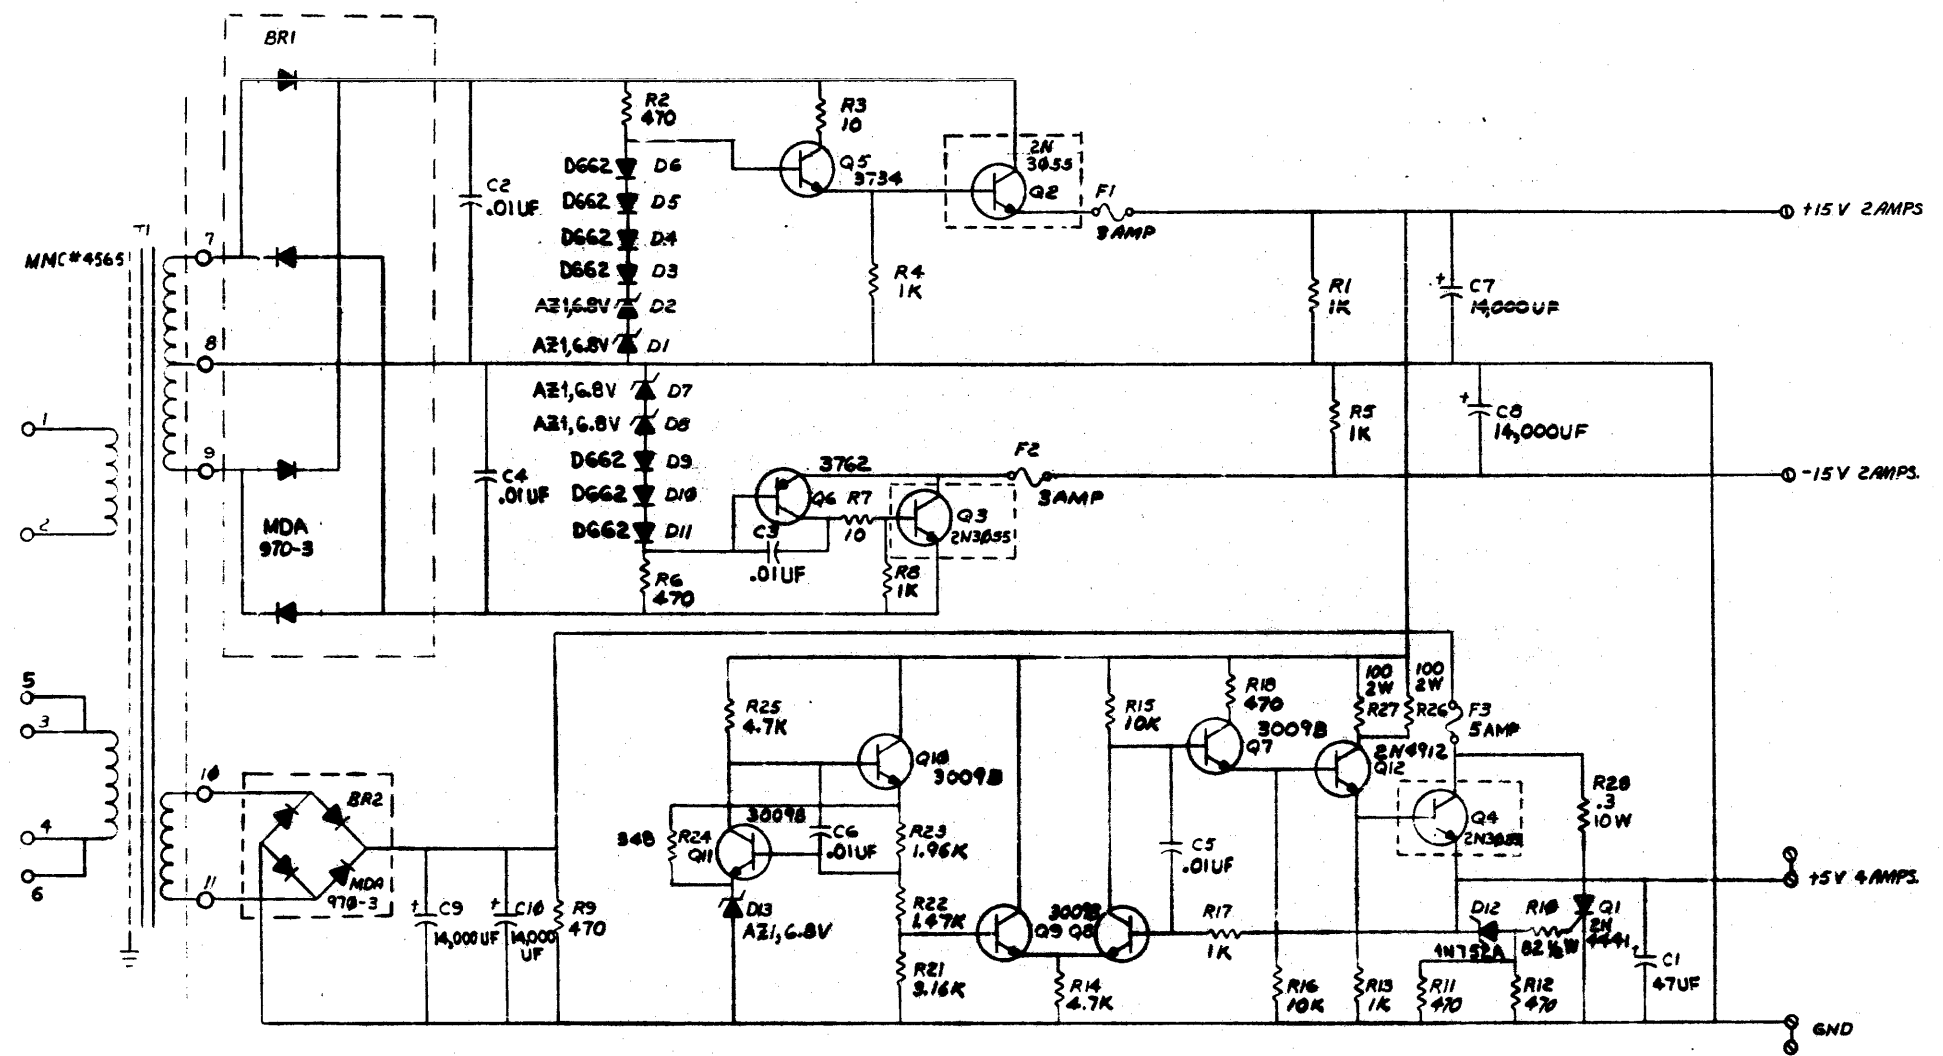 BR1
T1
MMC#4565
7
8
9
1
2
MDA
970-3
C2
.01UF
C4
.01UF
R2
470
D662 D6
D662 D5
D662 D4
D662 D3
AZ1,6.8V D2
AZ1,6.8V D1
R3
10
Q5
3734
R4
1K
2N
3055
Q2
F1
3 AMP
+15V 2AMPS
R1
1K
C7
+
14,000UF
AZ1,6.8V D7
AZ1,6.8V D8
D662 D9
D662 D10
D662 D11
R6
470
3762
Q6
R7
10
C3
.01UF
R8
1K
Q3
2N3055
F2
3AMP
R5
1K
+
C8
14,000UF
-15V 2AMPS.
5
3
4
6
10
11
BR2
MDA
970-3
+
C9
14,000UF
+
C10
14,000
UF
R9
470
R25
4.7K
Q10
3009B
3009B
348
R24
Q11
C6
.01UF
R23
1.96K
D13
AZ1,6.8V
R22
1.47K
R21
3.16K
3009B
Q9 Q8
R14
4.7K
R15
10K
C5
.01UF
R17
1K
R18
470
3009B
Q7
R16
10K
100
2W
R27
100
2W
R26
2N4912
Q12
R13
1K
F3
5AMP
Q4
2N3055
R28
.3
10W
D12
1N752A
R10
82 ½W
Q1
2N
4441
R11
470
R12
470
+
C1
47UF
+5V 4AMPS.
GND